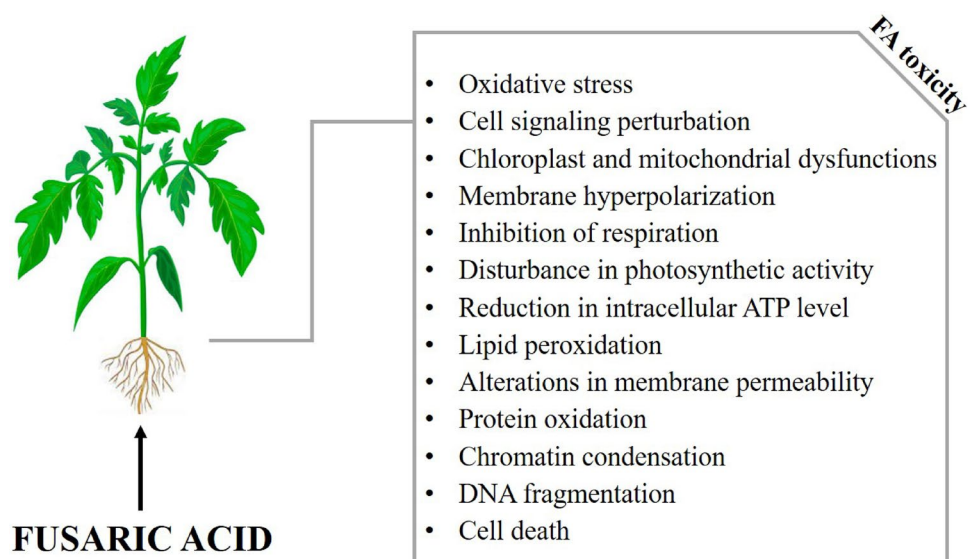 FA toxicity
• Oxidative stress
• Cell signaling perturbation
• Chloroplast and mitochondrial dysfunctions
• Membrane hyperpolarization
• Inhibition of respiration
• Disturbance in photosynthetic activity
• Reduction in intracellular ATP level
• Lipid peroxidation
• Alterations in membrane permeability
• Protein oxidation
• Chromatin condensation
• DNA fragmentation
• Cell death
FUSARIC ACID